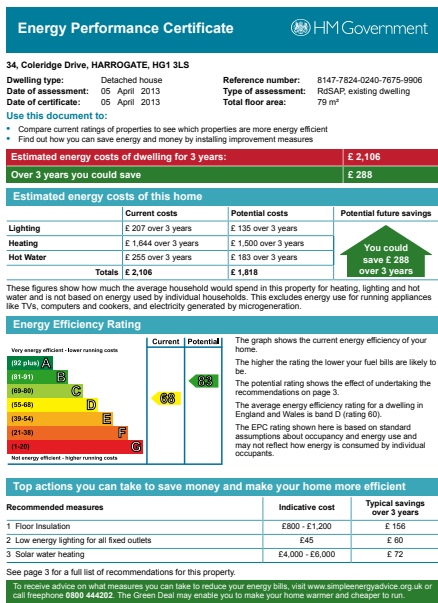 Energy Performance Certificate
HM Government
34, Coleridge Drive, HARROGATE, HG1 3LS
Dwelling type: Detached house
Date of assessment: 05 April 2013
Date of certificate: 05 April 2013
Reference number: 8147-7824-0240-7675-9906
Type of assessment: RdSAP, existing dwelling
Total floor area: 79 m²
Use this document to:
• Compare current ratings of properties to see which properties are more energy efficient
• Find out how you can save energy and money by installing improvement measures
Estimated energy costs of dwelling for 3 years: £ 2,106
Over 3 years you could save £ 288
Estimated energy costs of this home
Current costs Potential costs Potential future savings
Lighting £ 207 over 3 years £ 135 over 3 years
Heating £ 1,644 over 3 years £ 1,500 over 3 years
Hot Water £ 255 over 3 years £ 183 over 3 years
Totals £ 2,106 £ 1,818
You could
save £ 288
over 3 years
These figures show how much the average household would spend in this property for heating, lighting and hot
water and is not based on energy used by individual households. This excludes energy use for running appliances
like TVs, computers and cookers, and electricity generated by microgeneration.
Energy Efficiency Rating
Current Potential
Very energy efficient - lower running costs
(92 plus) A
(81-91) B
(69-80) C
(55-68) D
(39-54) E
(21-38) F
(1-20) G
Not energy efficient - higher running costs
68
83
The graph shows the current energy efficiency of your
home.
The higher the rating the lower your fuel bills are likely to
be.
The potential rating shows the effect of undertaking the
recommendations on page 3.
The average energy efficiency rating for a dwelling in
England and Wales is band D (rating 60).
The EPC rating shown here is based on standard
assumptions about occupancy and energy use and
may not reflect how energy is consumed by individual
occupants.
Top actions you can take to save money and make your home more efficient
Recommended measures Indicative cost Typical savings
over 3 years
1 Floor Insulation £800 - £1,200 £ 156
2 Low energy lighting for all fixed outlets £45 £ 60
3 Solar water heating £4,000 - £6,000 £ 72
See page 3 for a full list of recommendations for this property.
To receive advice on what measures you can take to reduce your energy bills, visit www.simpleenergyadvice.org.uk or
call freephone 0800 444202. The Green Deal may enable you to make your home warmer and cheaper to run.